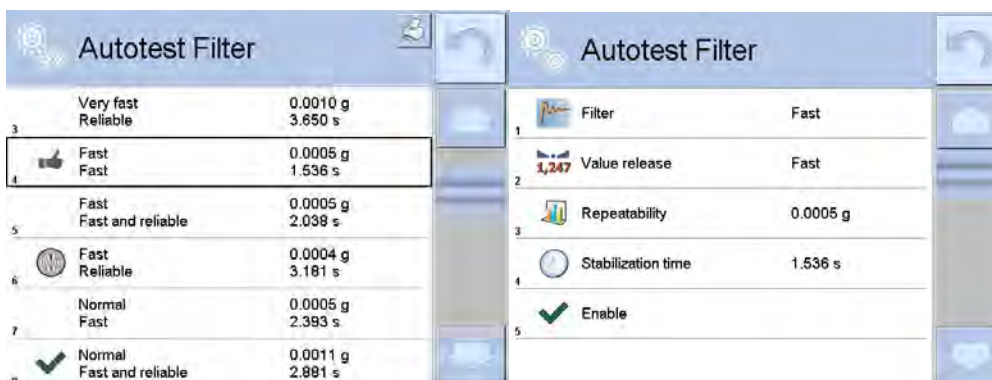 Autotest Filter
Very fast 0.0010 g
3 Reliable 3.650 s
Fast 0.0005 g
4 Fast 1.536 s
Fast 0.0005 g
5 Fast and reliable 2.038 s
Fast 0.0004 g
6 Reliable 3.181 s
Normal 0.0005 g
7 Fast 2.393 s
Normal 0.0011 g
Fast and reliable 2.881 s
Autotest Filter
1 Filter Fast
1,247
2 Value release Fast
3 Repeatability 0.0005 g
4 Stabilization time 1.536 s
5 Enable